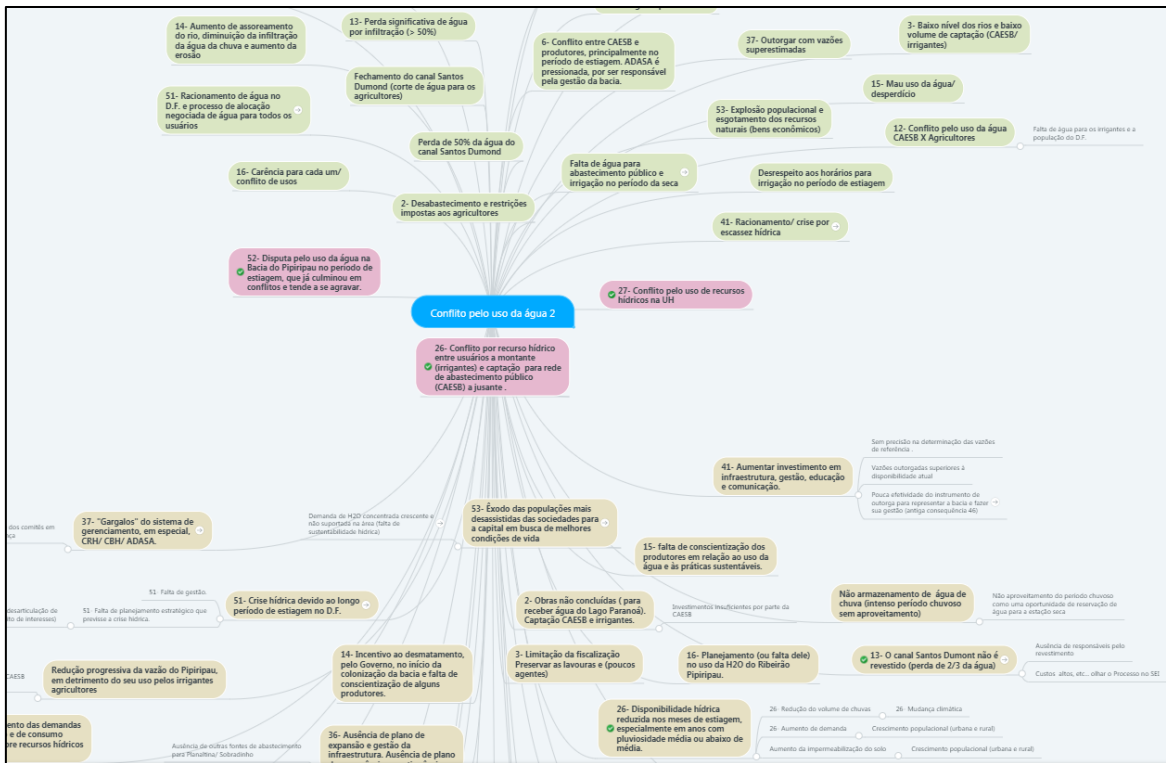 14- Aumento de assoreamento
do rio, diminuição da infiltração
da água da chuva e aumento da
erosão
13- Perda significativa de água
por infiltração (> 50%)
6- Conflito entre CAESB e
produtores, principalmente no
período de estiagem. ADASA é
pressionada, por ser responsável
pela gestão da bacia.
37- Outorgar com vazões
superestimadas
3- Baixo nível dos rios e baixo
volume de captação (CAESB/
irrigantes)
Fechamento do canal Santos
Dumond (corte de água para os
agricultores)
15- Mau uso da água/
desperdício
51- Racionamento de água no
D.F. e processo de alocação
negociada de água para todos os
usuários
53- Explosão populacional e
esgotamento dos recursos
naturais (bens econômicos)
12- Conflito pelo uso da água
CAESB X Agricultores
Falta de água para os irrigantes e a
população do D.F.
Perda de 50% da água do
canal Santos Dumond
Falta de água para
abastecimento público e
irrigação no período da seca
16- Carência para cada um/
conflito de usos
Desrespeito aos horários para
irrigação no período de estiagem
2- Desabastecimento e restrições
impostas aos agricultores
41- Racionamento/ crise por
escassez hídrica
52- Disputa pelo uso da água na
Bacia do Pipiripau no período de
estiagem, que já culminou em
conflitos e tende a se agravar.
27- Conflito pelo uso de recursos
hídricos na UH
Conflito pelo uso da água 2
26- Conflito por recurso hídrico
entre usuários a montante
(irrigantes) e captação para rede
de abastecimento público
(CAESB) a jusante .
Sem precisão na determinação das vazões
de referência .
41- Aumentar investimento em
infraestrutura, gestão, educação
e comunicação.
Vazões outorgadas superiores à
disponibilidade atual
Pouca efetividade do instrumento de
outorga para representar a bacia e fazer
sua gestão (antiga consequência 46)
53- Êxodo das populações mais
desassistidas das sociedades para
a capital em busca de melhores
condições de vida
Demanda de H2O concentrada crescente e
não suportada na área (falta de
sustentabilidade hídrica)
37- "Gargalos" do sistema de
gerenciamento, em especial,
CRH/ CBH/ ADASA.
dos comitês em
15- falta de conscientização dos
produtores em relação ao uso da
água e às práticas sustentáveis.
51- Falta de gestão.
51- Crise hídrica devido ao longo
período de estiagem no D.F.
desarticulação de
ito de interesses)
51- Falta de planejamento estratégico que
previsse a crise hídrica.
2- Obras não concluídas ( para
receber água do Lago Paranoá).
Captação CAESB e irrigantes.
Investimentos insuficientes por parte da
CAESB
Não armazenamento de água de
chuva (intenso período chuvoso
sem aproveitamento)
Não aproveitamento do período chuvoso
como uma oportunidade de reservação de
água para a estação seca
Redução progressiva da vazão do Pipiripau,
em detrimento do seu uso pelos irrigantes
agricultores
CAESB
14- Incentivo ao desmatamento,
pelo Governo, no início da
colonização da bacia e falta de
conscientização de alguns
produtores.
3- Limitação da fiscalização
Preservar as lavouras e (poucos
agentes)
16- Planejamento (ou falta dele)
no uso da H2O do Ribeirão
Pipiripau.
13- O canal Santos Dumont não é
revestido (perda de 2/3 da água)
Ausência de responsáveis pelo
revestimento
Custos altos, etc... olhar o Processo no SEI
26- Disponibilidade hídrica
reduzida nos meses de estiagem,
especialmente em anos com
pluviosidade média ou abaixo de
média.
26- Redução do volume de chuvas
26- Mudança climática
26- Aumento de demanda
Crescimento populacional (urbana e rural)
Aumento da impermeabilização do solo
Crescimento populacional (urbana e rural)
ento das demandas
e de consumo
bre recursos hídricos
Ausência de outras fontes de abastecimento
para Planaltina/ Sobradinho
36- Ausência de plano de
expansão e gestão da
infraestrutura. Ausência de plano